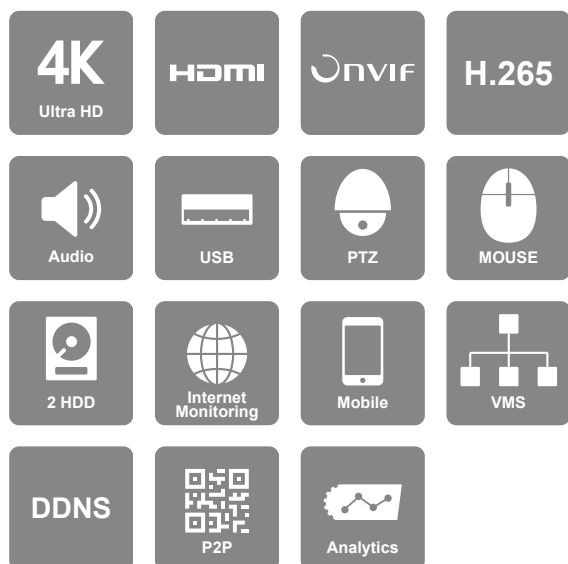 4K
Ultra HD
HDMI
ONVIF
H.265
Audio
USB
PTZ
MOUSE
2 HDD
Internet
Monitoring
Mobile
VMS
DDNS
P2P
Analytics